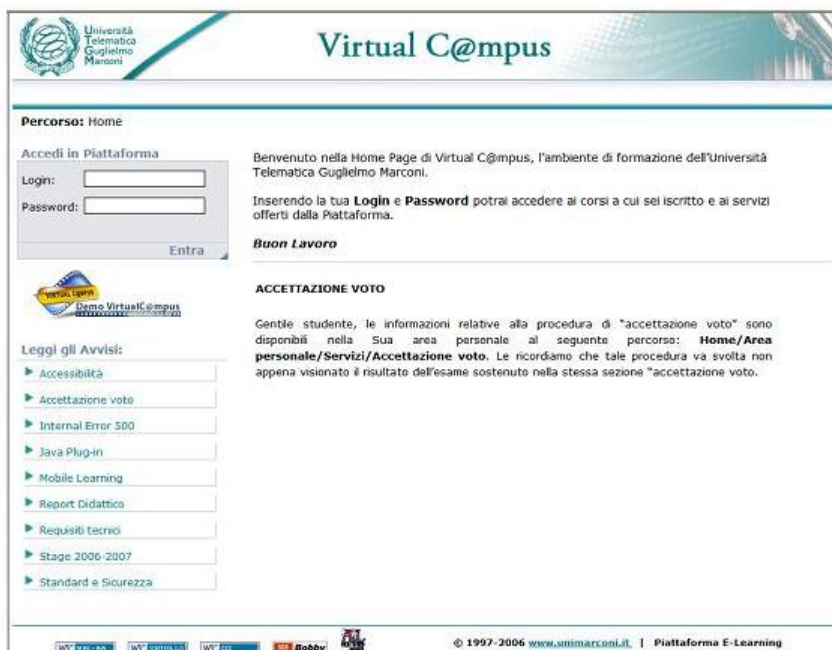 Università
Telematica
Guglielmo
Marconi
Virtual C@mpus
Percorso: Home
Accedi in Piattaforma
Login:
Password:
Entra
VIRTUAL C@MPUS
Demo VirtualC@mpus
Leggi gli Avvisi:
Accessibilità
Accettazione voto
Internal Error 500
Java Plug-in
Mobile Learning
Report Didattico
Requisiti tecnici
Stage 2006-2007
Standard e Sicurezza
Benvenuto nella Home Page di Virtual C@mpus, l'ambiente di formazione dell'Università
Telematica Guglielmo Marconi.
Inserendo la tua Login e Password potrai accedere ai corsi a cui sei iscritto e ai servizi
offerti dalla Piattaforma.
Buon Lavoro
ACCETTAZIONE VOTO
Gentile studente, le informazioni relative alla procedura di "accettazione voto" sono
disponibili nella Sua area personale al seguente percorso: Home/Area
personale/Servizi/Accettazione voto. Le ricordiamo che tale procedura va svolta non
appena visionato il risultato dell'esame sostenuto nella stessa sezione "accettazione voto.
Bobby
© 1997-2006 www.unimarconi.it | Piattaforma E-Learning